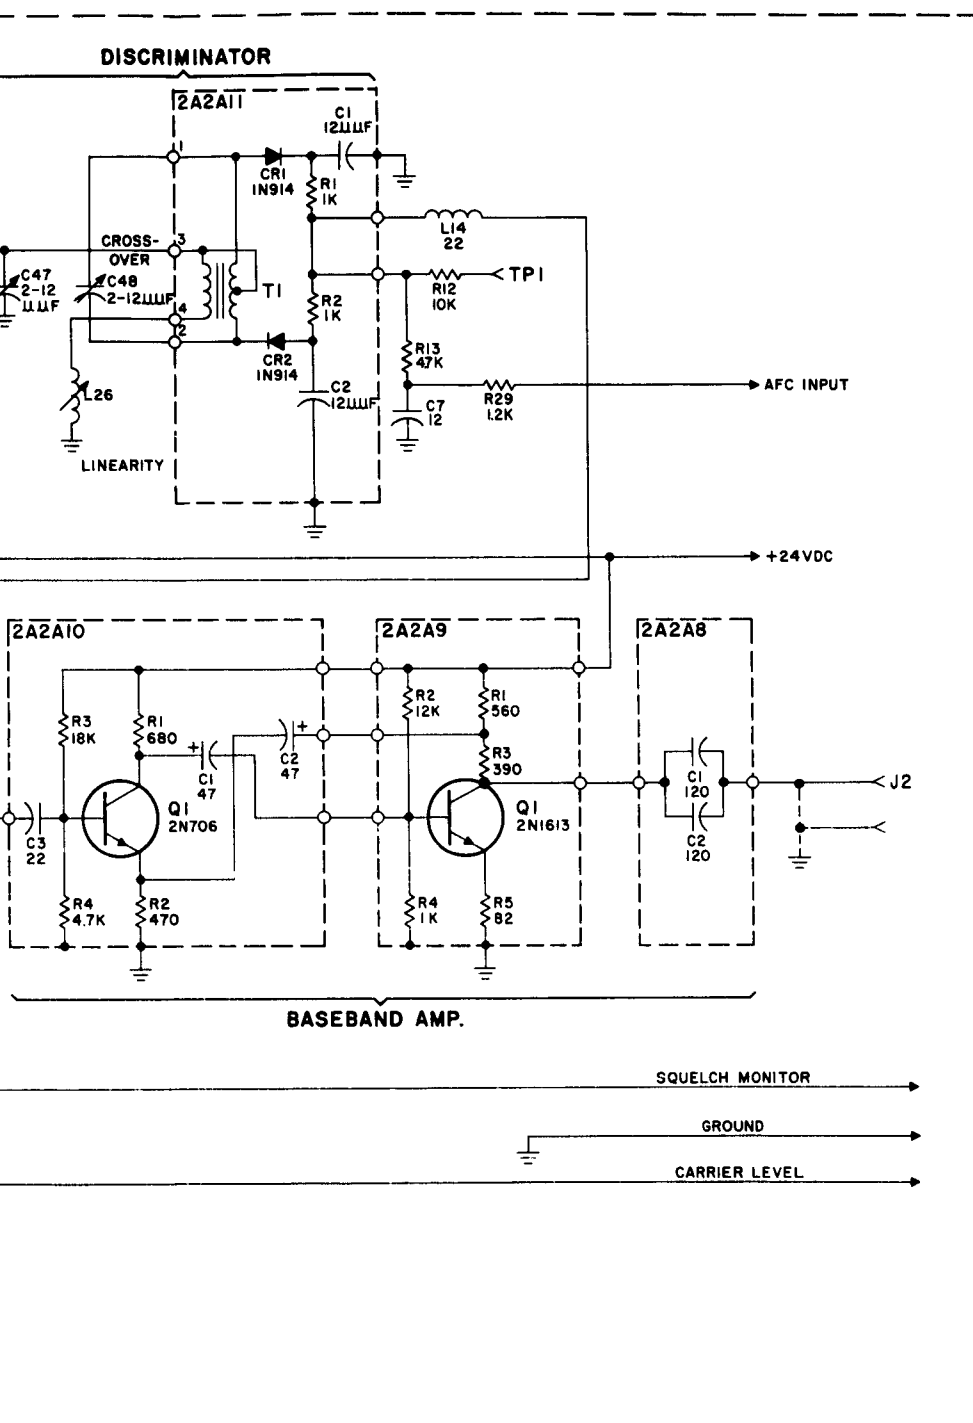 DISCRIMINATOR
2A2A11
C1
12μμF
1
CR1
1N914
R1
1K
L14
22
CROSS-
OVER
3
C47
2-12
μμF
C48
2-12μμF
T1
R12
10K
TP1
R2
1K
4
2
R13
47K
CR2
1N914
L26
C2
12μμF
C7
12
R29
1.2K
AFC INPUT
LINEARITY
+24VDC
2A2A10
2A2A9
2A2A8
R3
18K
R1
680
+
C1
47
C2
47
+
R2
12K
R1
560
R3
390
C1
120
C2
120
J2
C3
22
Q1
2N706
Q1
2N1613
R4
4.7K
R2
470
R4
1K
R5
82
BASEBAND AMP.
SQUELCH MONITOR
GROUND
CARRIER LEVEL